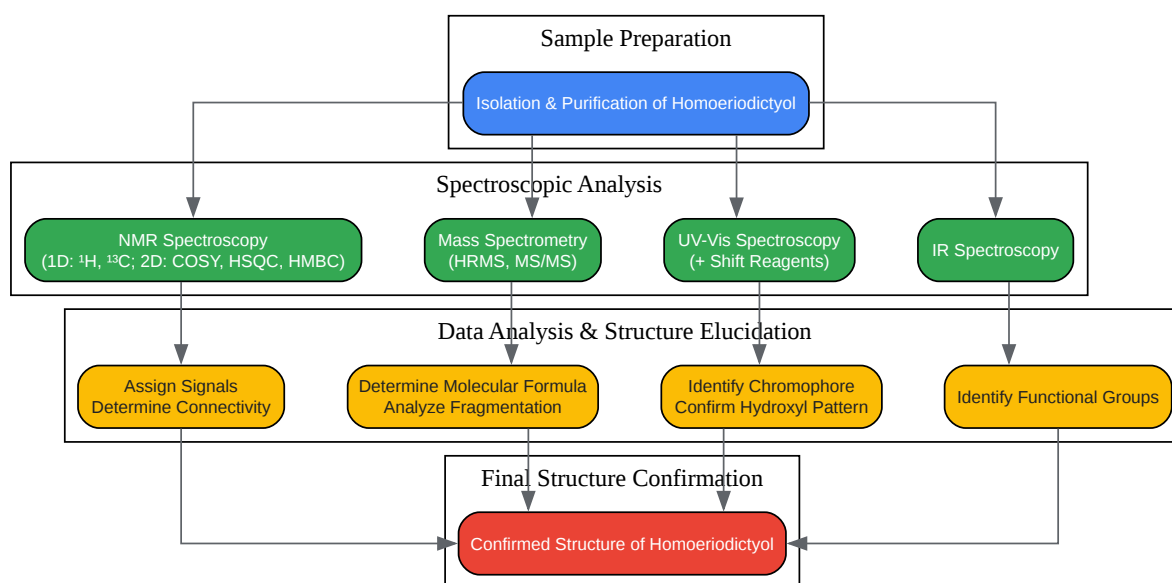 Sample Preparation
Isolation & Purification of Homoeriodictyol
Spectroscopic Analysis
NMR Spectroscopy
(1D: ¹H, ¹³C; 2D: COSY, HSQC, HMBC)
Mass Spectrometry
(HRMS, MS/MS)
UV-Vis Spectroscopy
(+ Shift Reagents)
IR Spectroscopy
Data Analysis & Structure Elucidation
Assign Signals
Determine Connectivity
Determine Molecular Formula
Analyze Fragmentation
Identify Chromophore
Confirm Hydroxyl Pattern
Identify Functional Groups
Final Structure Confirmation
Confirmed Structure of Homoeriodictyol